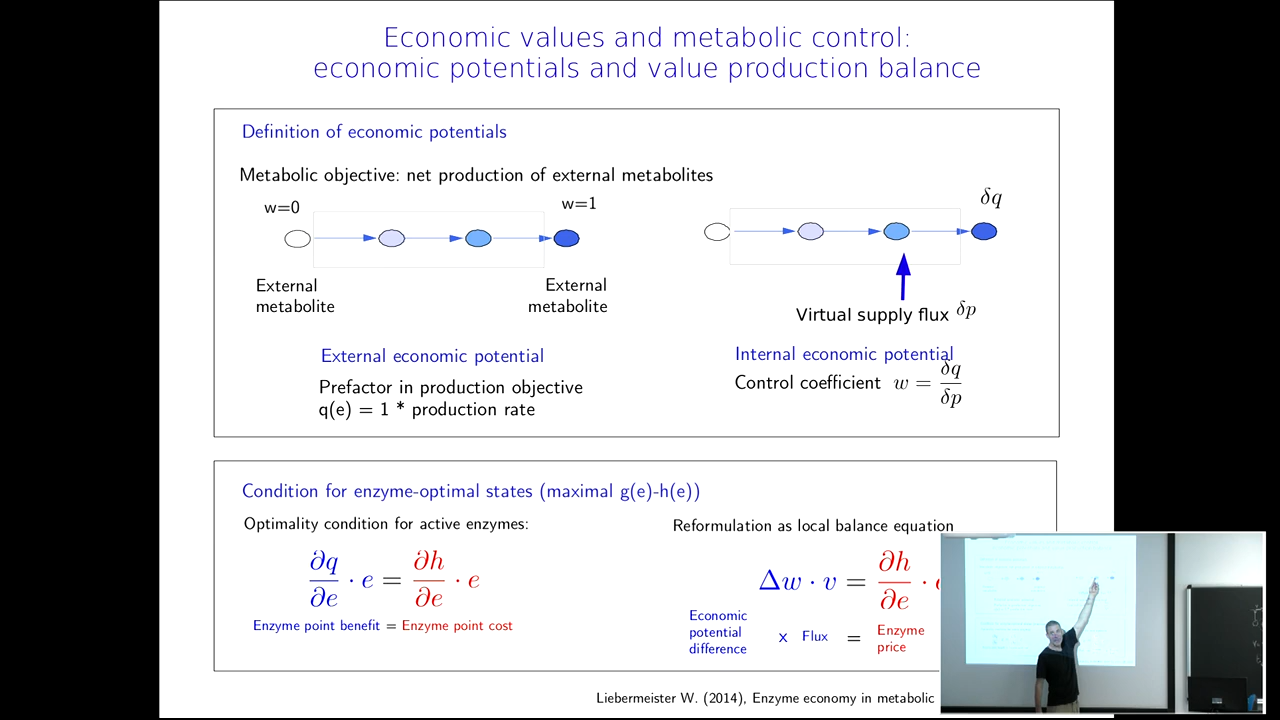 Economic values and metabolic control:
economic potentials and value production balance
Definition of economic potentials
Metabolic objective: net production of external metabolites
w=0
w=1
External
metabolite
External
metabolite
δq
Virtual supply flux δp
External economic potential
Prefactor in production objective
q(e) = 1 * production rate
Internal economic potential
Control coefficient w = δq/δp
Condition for enzyme-optimal states (maximal g(e)-h(e))
Optimality condition for active enzymes:
∂q/∂e · e = ∂h/∂e · e
Enzyme point benefit = Enzyme point cost
Reformulation as local balance equation
Δw · v = ∂h/∂e ·
Economic
potential
difference
x Flux =
Enzyme
price
Liebermeister W. (2014), Enzyme economy in metabolic